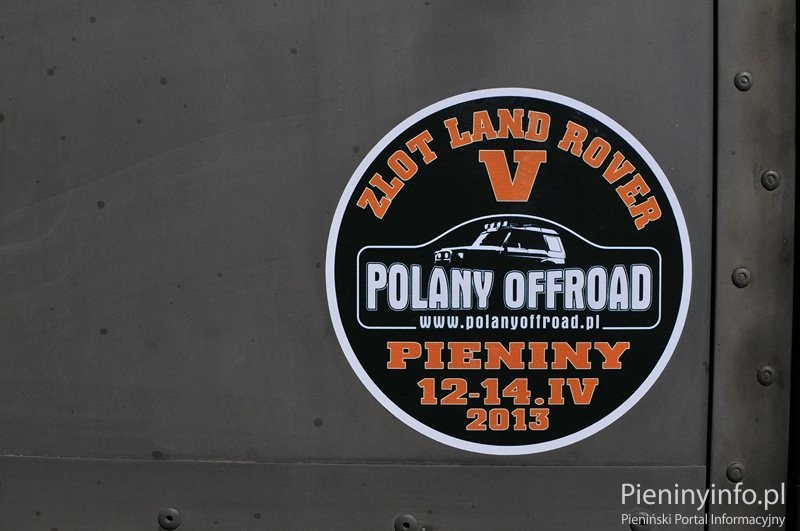 ZLOT LAND ROVER
V
POLANY OFFROAD
www.polanyoffroad.pl
PIENINY
12-14.IV
2013
Pieninyinfo.pl
Pieniński Portal Informacyjny